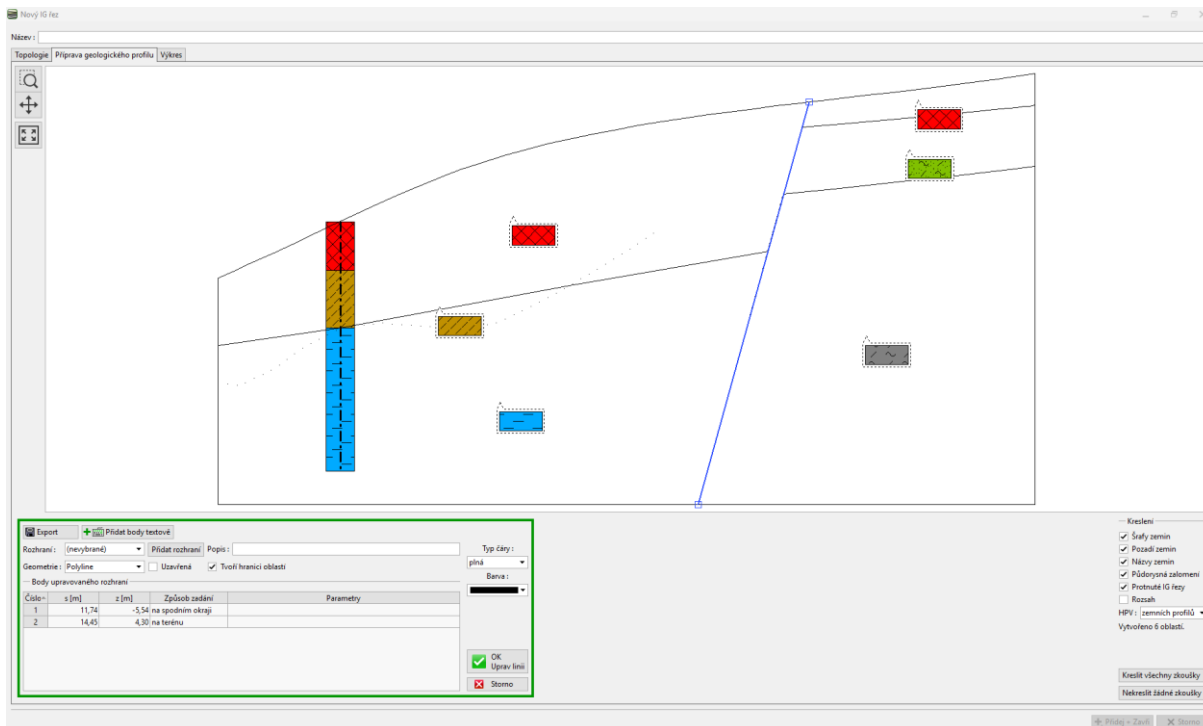 Nový IG řez
Název :
Topologie Příprava geologického profilu Výkres
Export Přidat body textově
Rozhraní : (nevybrané) Přidat rozhraní Popis :
Geometrie : Polyline Uzavřená Tvoří hranici oblastí
Body upravovaného rozhraní
Číslo s [m] z [m] Způsob zadání Parametry
1 11,74 -5,54 na spodním okraji
2 14,45 4,30 na terénu
Typ čáry :
plná
Barva :
OK
Uprav linii
Storno
Kreslení
Šrafy zemin
Pozadí zemin
Názvy zemin
Půdorysná zalomení
Protnuté IG řezy
Rozsah
HPV : zemních profilů
Vytvořeno 6 oblastí.
Kreslit všechny zkoušky
Nekreslit žádné zkoušky
Přidej + Zavři Storno